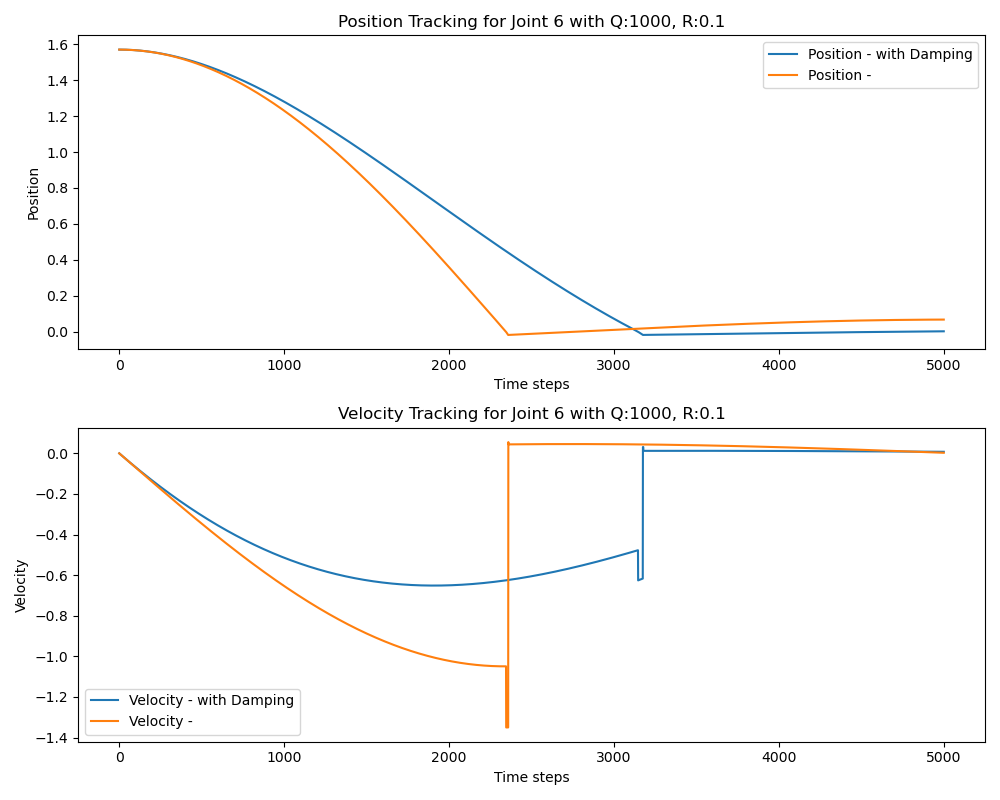 Position Tracking for Joint 6 with Q:1000, R:0.1
1.6
1.4
1.2
1.0
0.8
0.6
0.4
0.2
0.0
Position
Position - with Damping
Position -
0 1000 2000 3000 4000 5000
Time steps
Velocity Tracking for Joint 6 with Q:1000, R:0.1
0.0
−0.2
−0.4
−0.6
−0.8
−1.0
−1.2
−1.4
Velocity
Velocity - with Damping
Velocity -
0 1000 2000 3000 4000 5000
Time steps